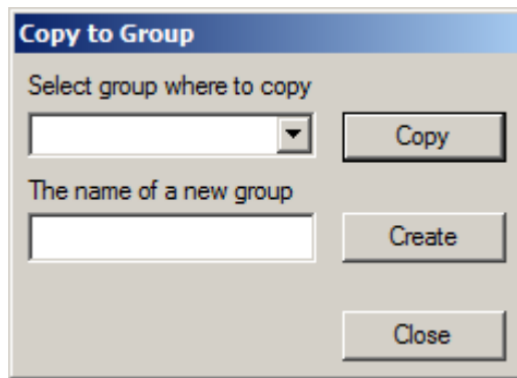 Copy to Group
Select group where to copy
Copy
The name of a new group
Create
Close